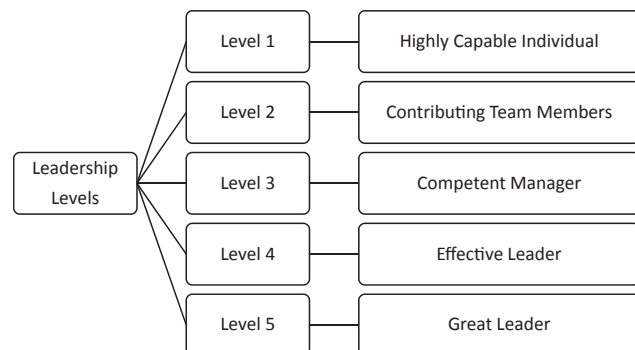 Level 1
Highly Capable Individual
Level 2
Contributing Team Members
Leadership
Levels
Level 3
Competent Manager
Level 4
Effective Leader
Level 5
Great Leader